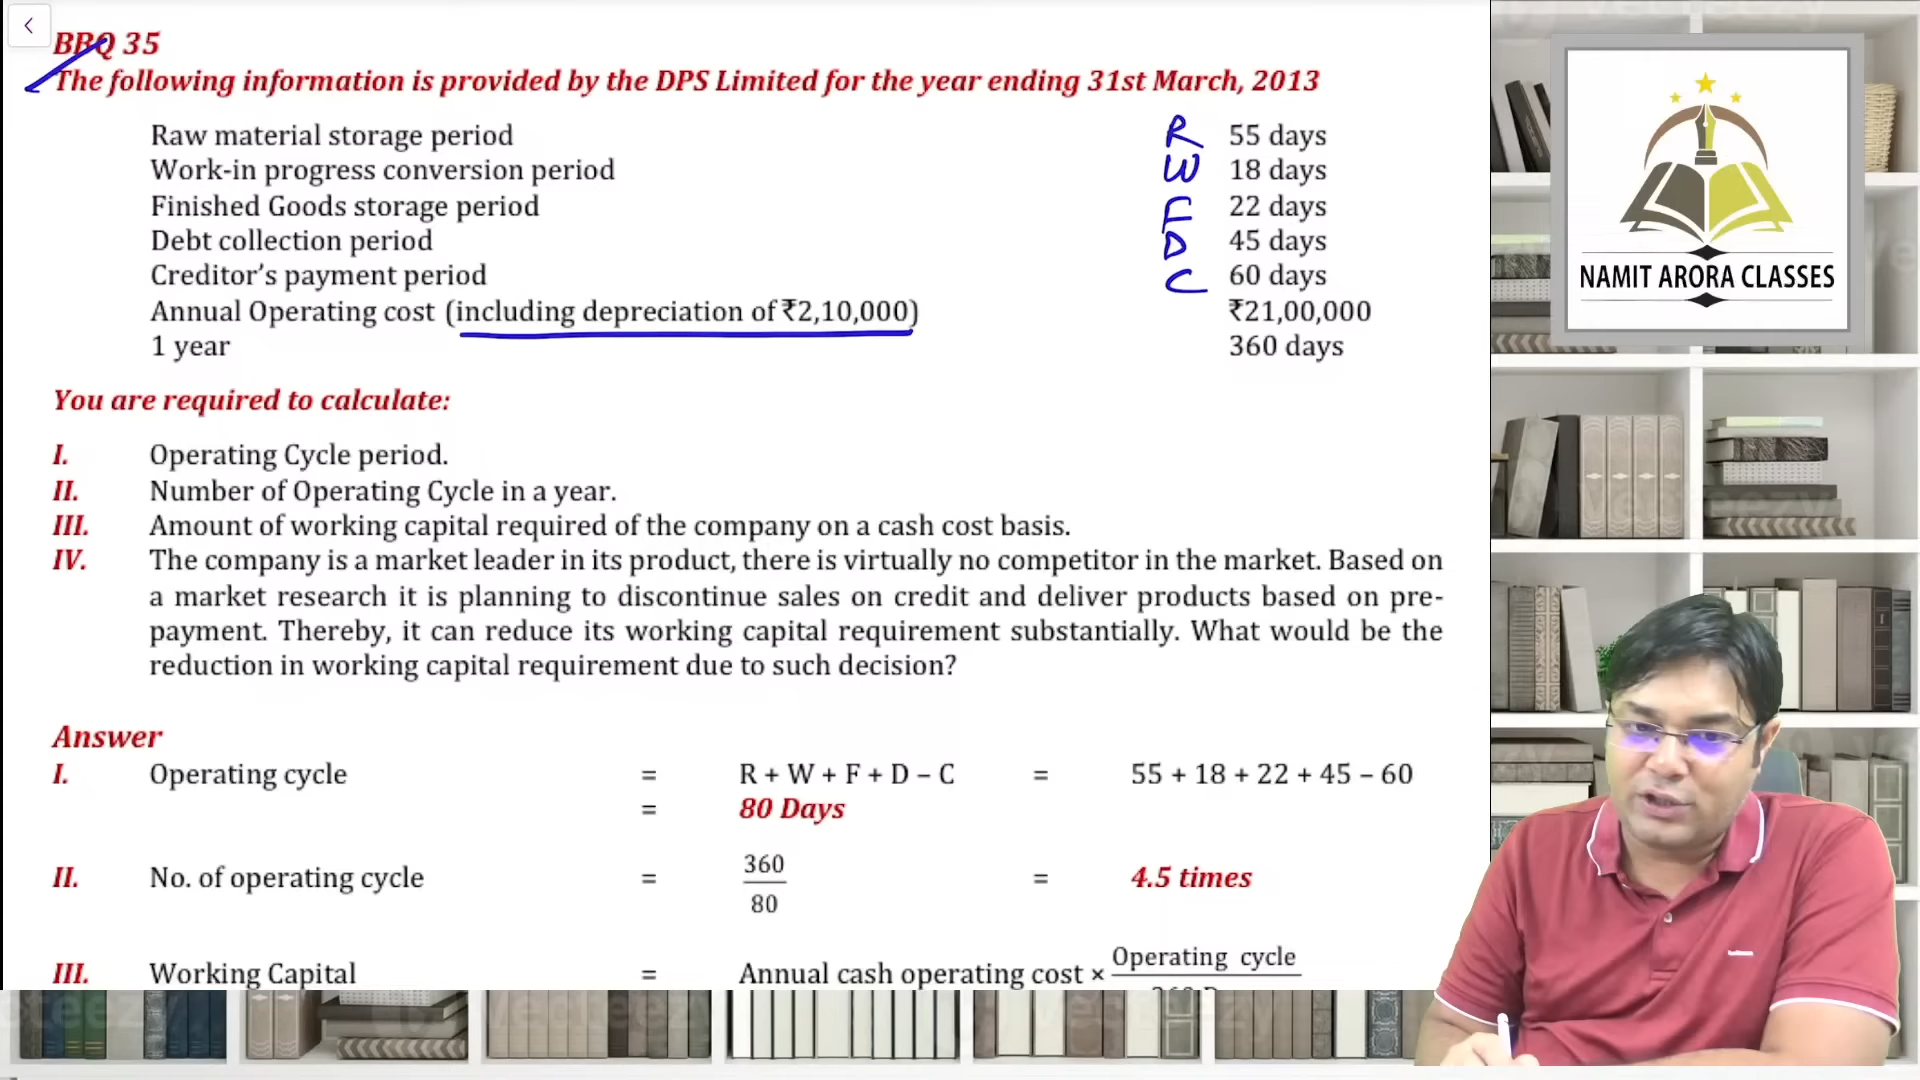 BBQ 35
The following information is provided by the DPS Limited for the year ending 31st March, 2013
Raw material storage period R 55 days
Work-in progress conversion period W 18 days
Finished Goods storage period F 22 days
Debt collection period D 45 days
Creditor's payment period C 60 days
Annual Operating cost (including depreciation of ₹2,10,000) ₹21,00,000
1 year 360 days
You are required to calculate:
I. Operating Cycle period.
II. Number of Operating Cycle in a year.
III. Amount of working capital required of the company on a cash cost basis.
IV. The company is a market leader in its product, there is virtually no competitor in the market. Based on
a market research it is planning to discontinue sales on credit and deliver products based on pre-
payment. Thereby, it can reduce its working capital requirement substantially. What would be the
reduction in working capital requirement due to such decision?
Answer
I. Operating cycle = R + W + F + D – C = 55 + 18 + 22 + 45 – 60
= 80 Days
II. No. of operating cycle = 360 / 80 = 4.5 times
III. Working Capital = Annual cash operating cost × Operating cycle
NAMIT ARORA CLASSES